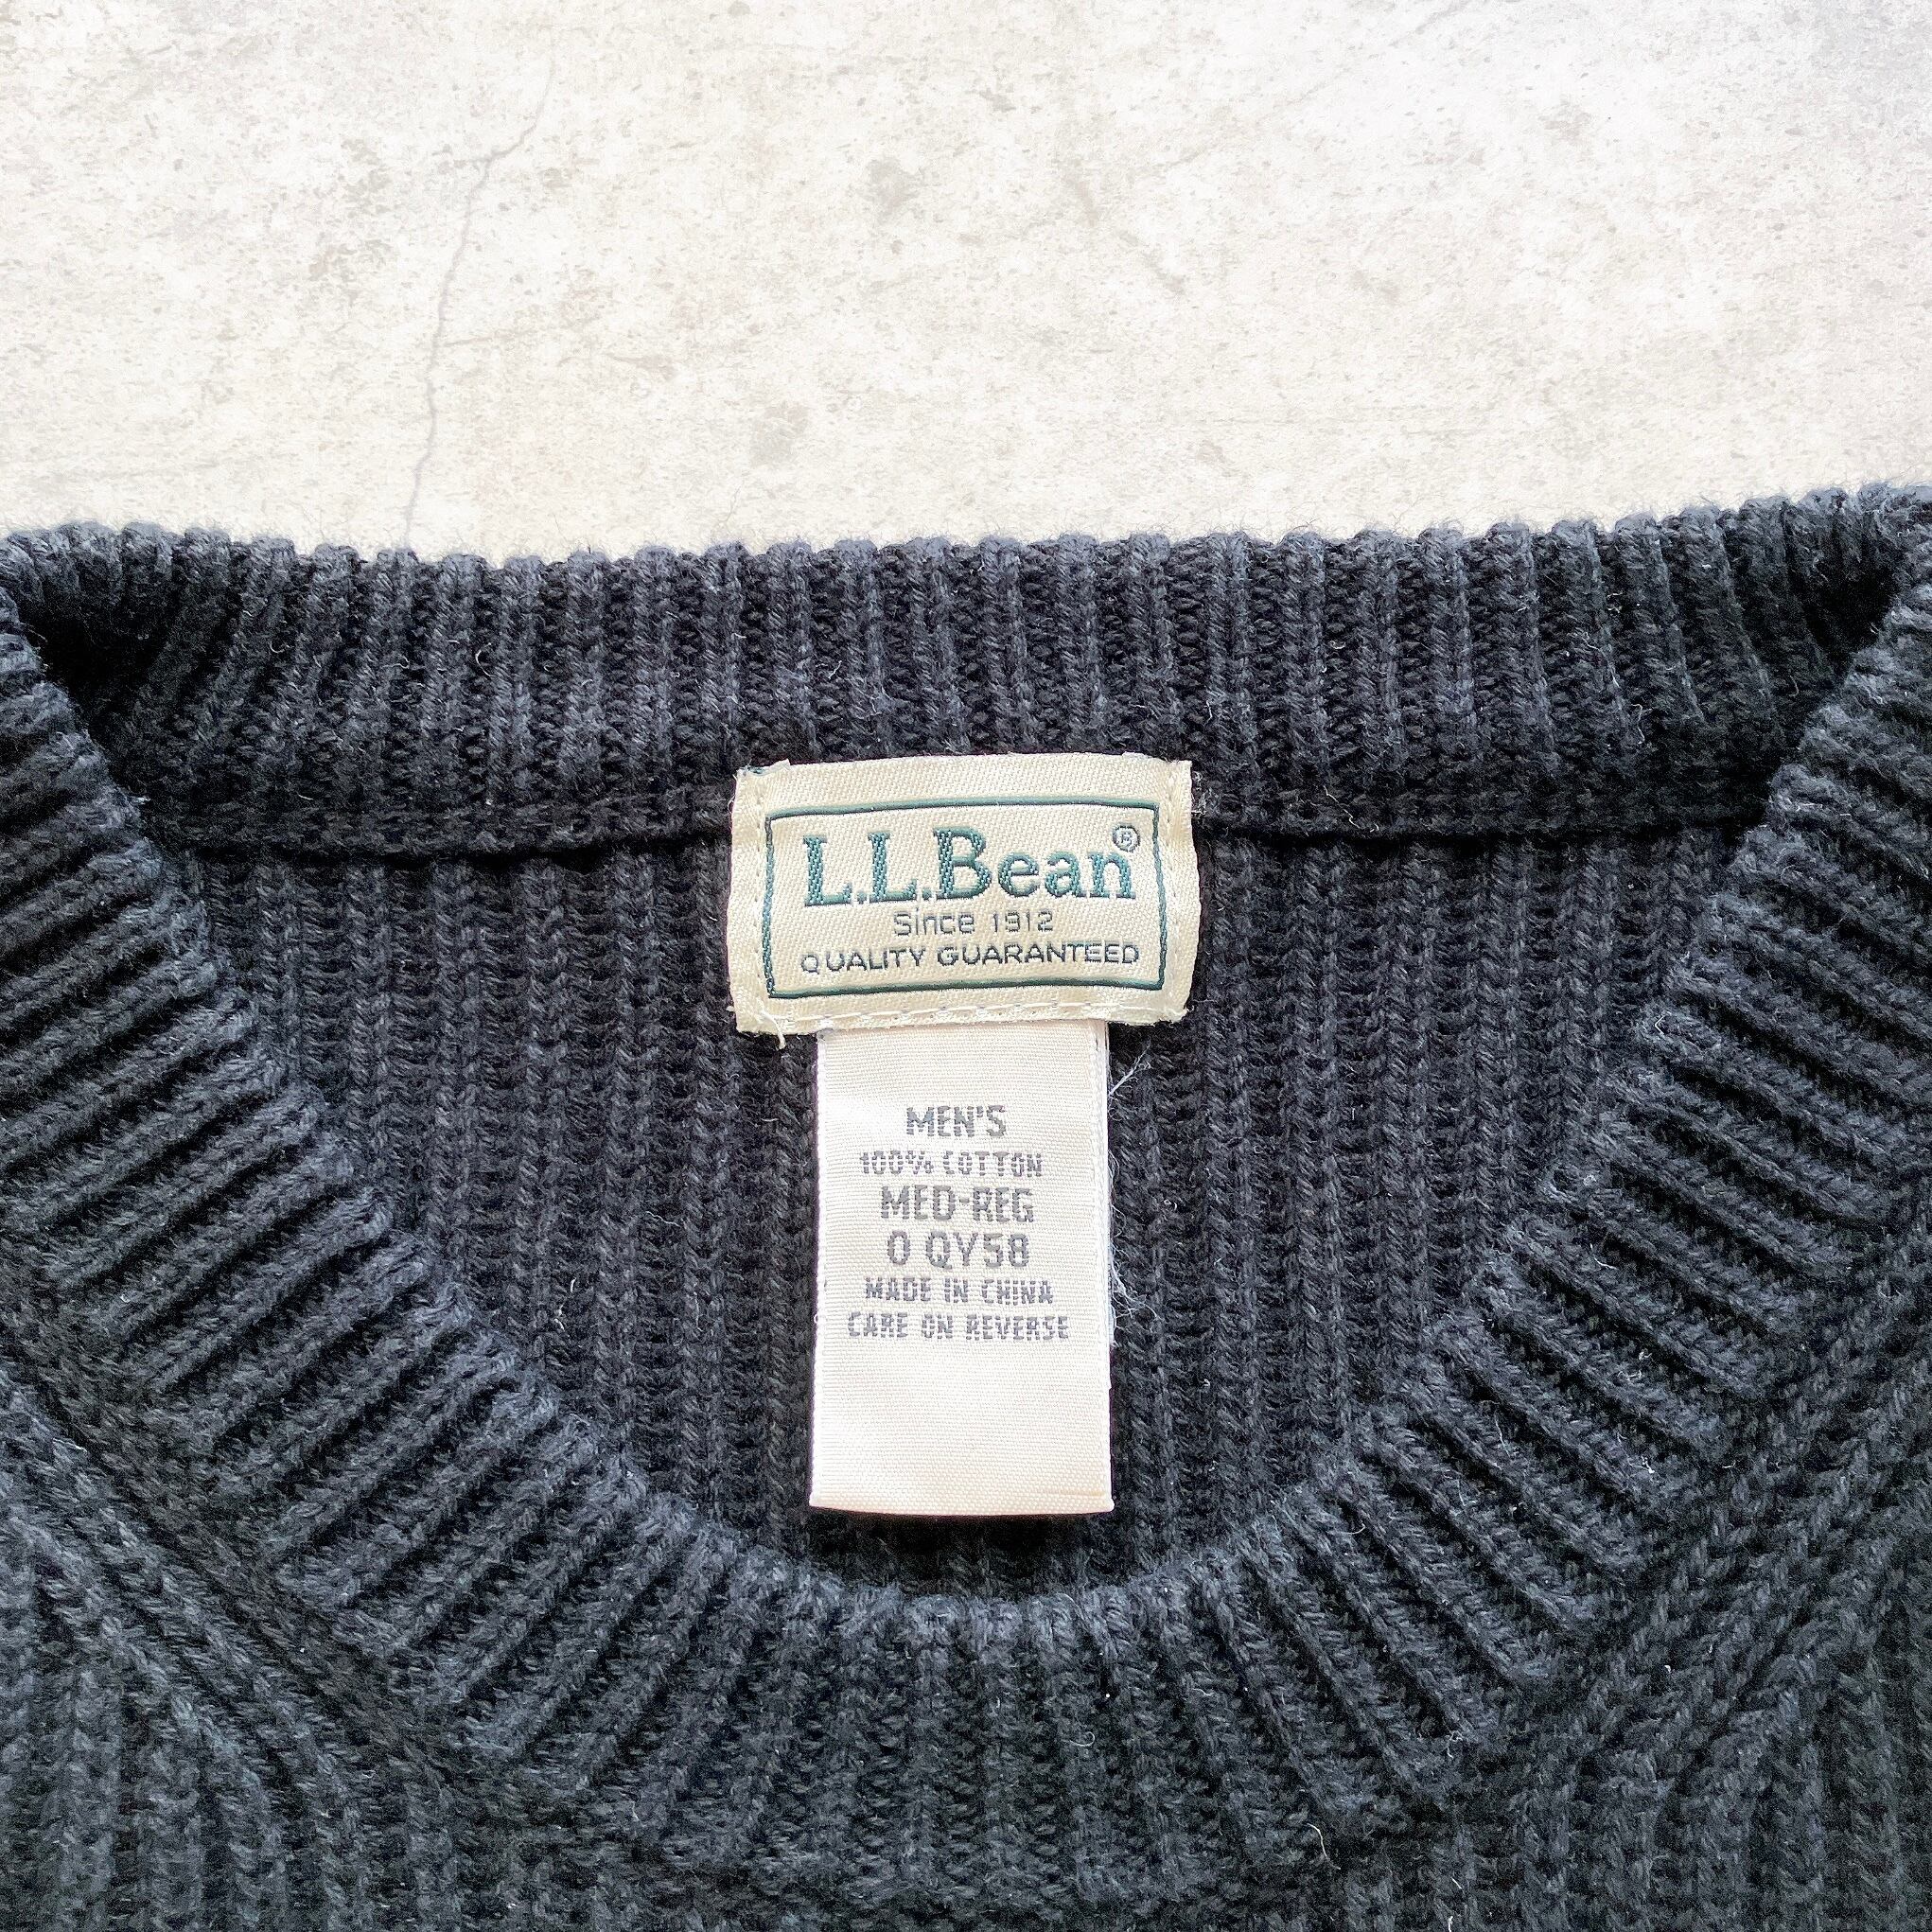 L.L.Bean®
Since 1912
QUALITY GUARANTEED
MEN'S
100% COTTON
MED-REG
0 QY58
MADE IN CHINA
CARE ON REVERSE